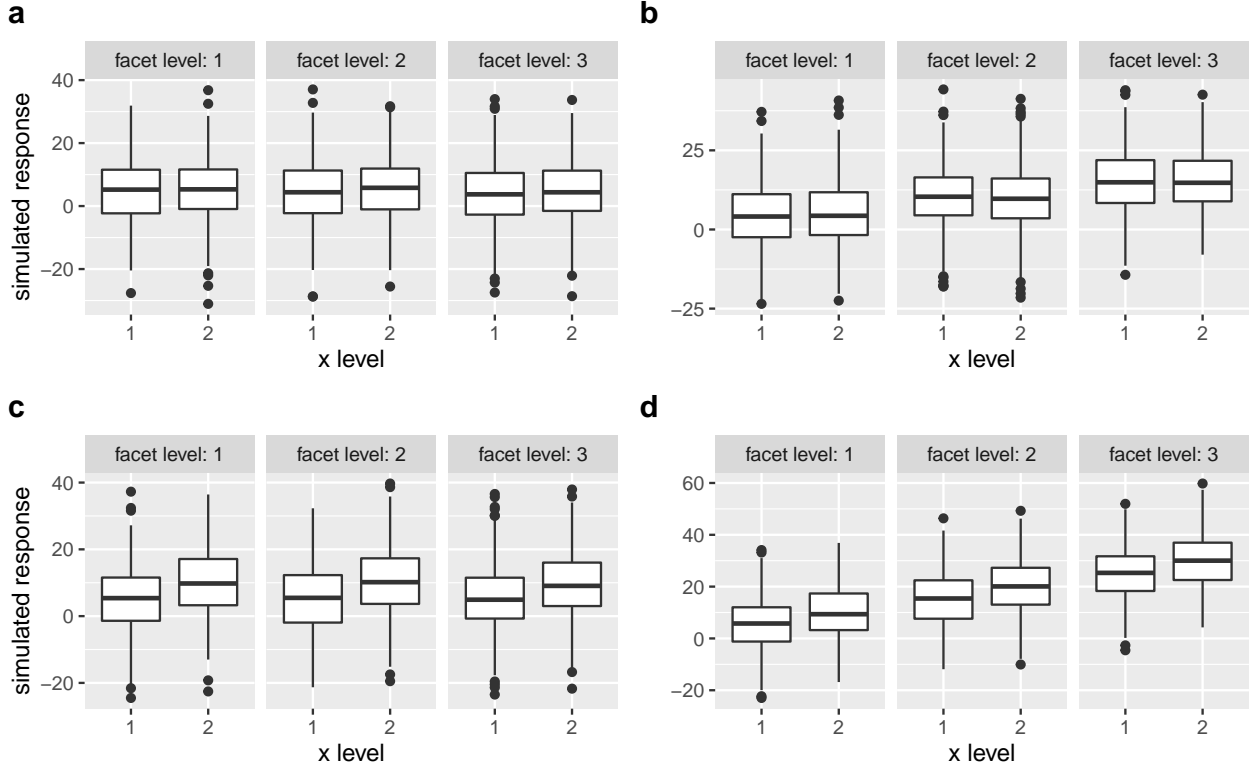 a
facet level: 1 facet level: 2 facet level: 3
simulated response
40
20
0
−20
1 2 1 2 1 2
x level
b
facet level: 1 facet level: 2 facet level: 3
25
0
−25
1 2 1 2 1 2
x level
c
facet level: 1 facet level: 2 facet level: 3
simulated response
40
20
0
−20
1 2 1 2 1 2
x level
d
facet level: 1 facet level: 2 facet level: 3
60
40
20
0
−20
1 2 1 2 1 2
x level